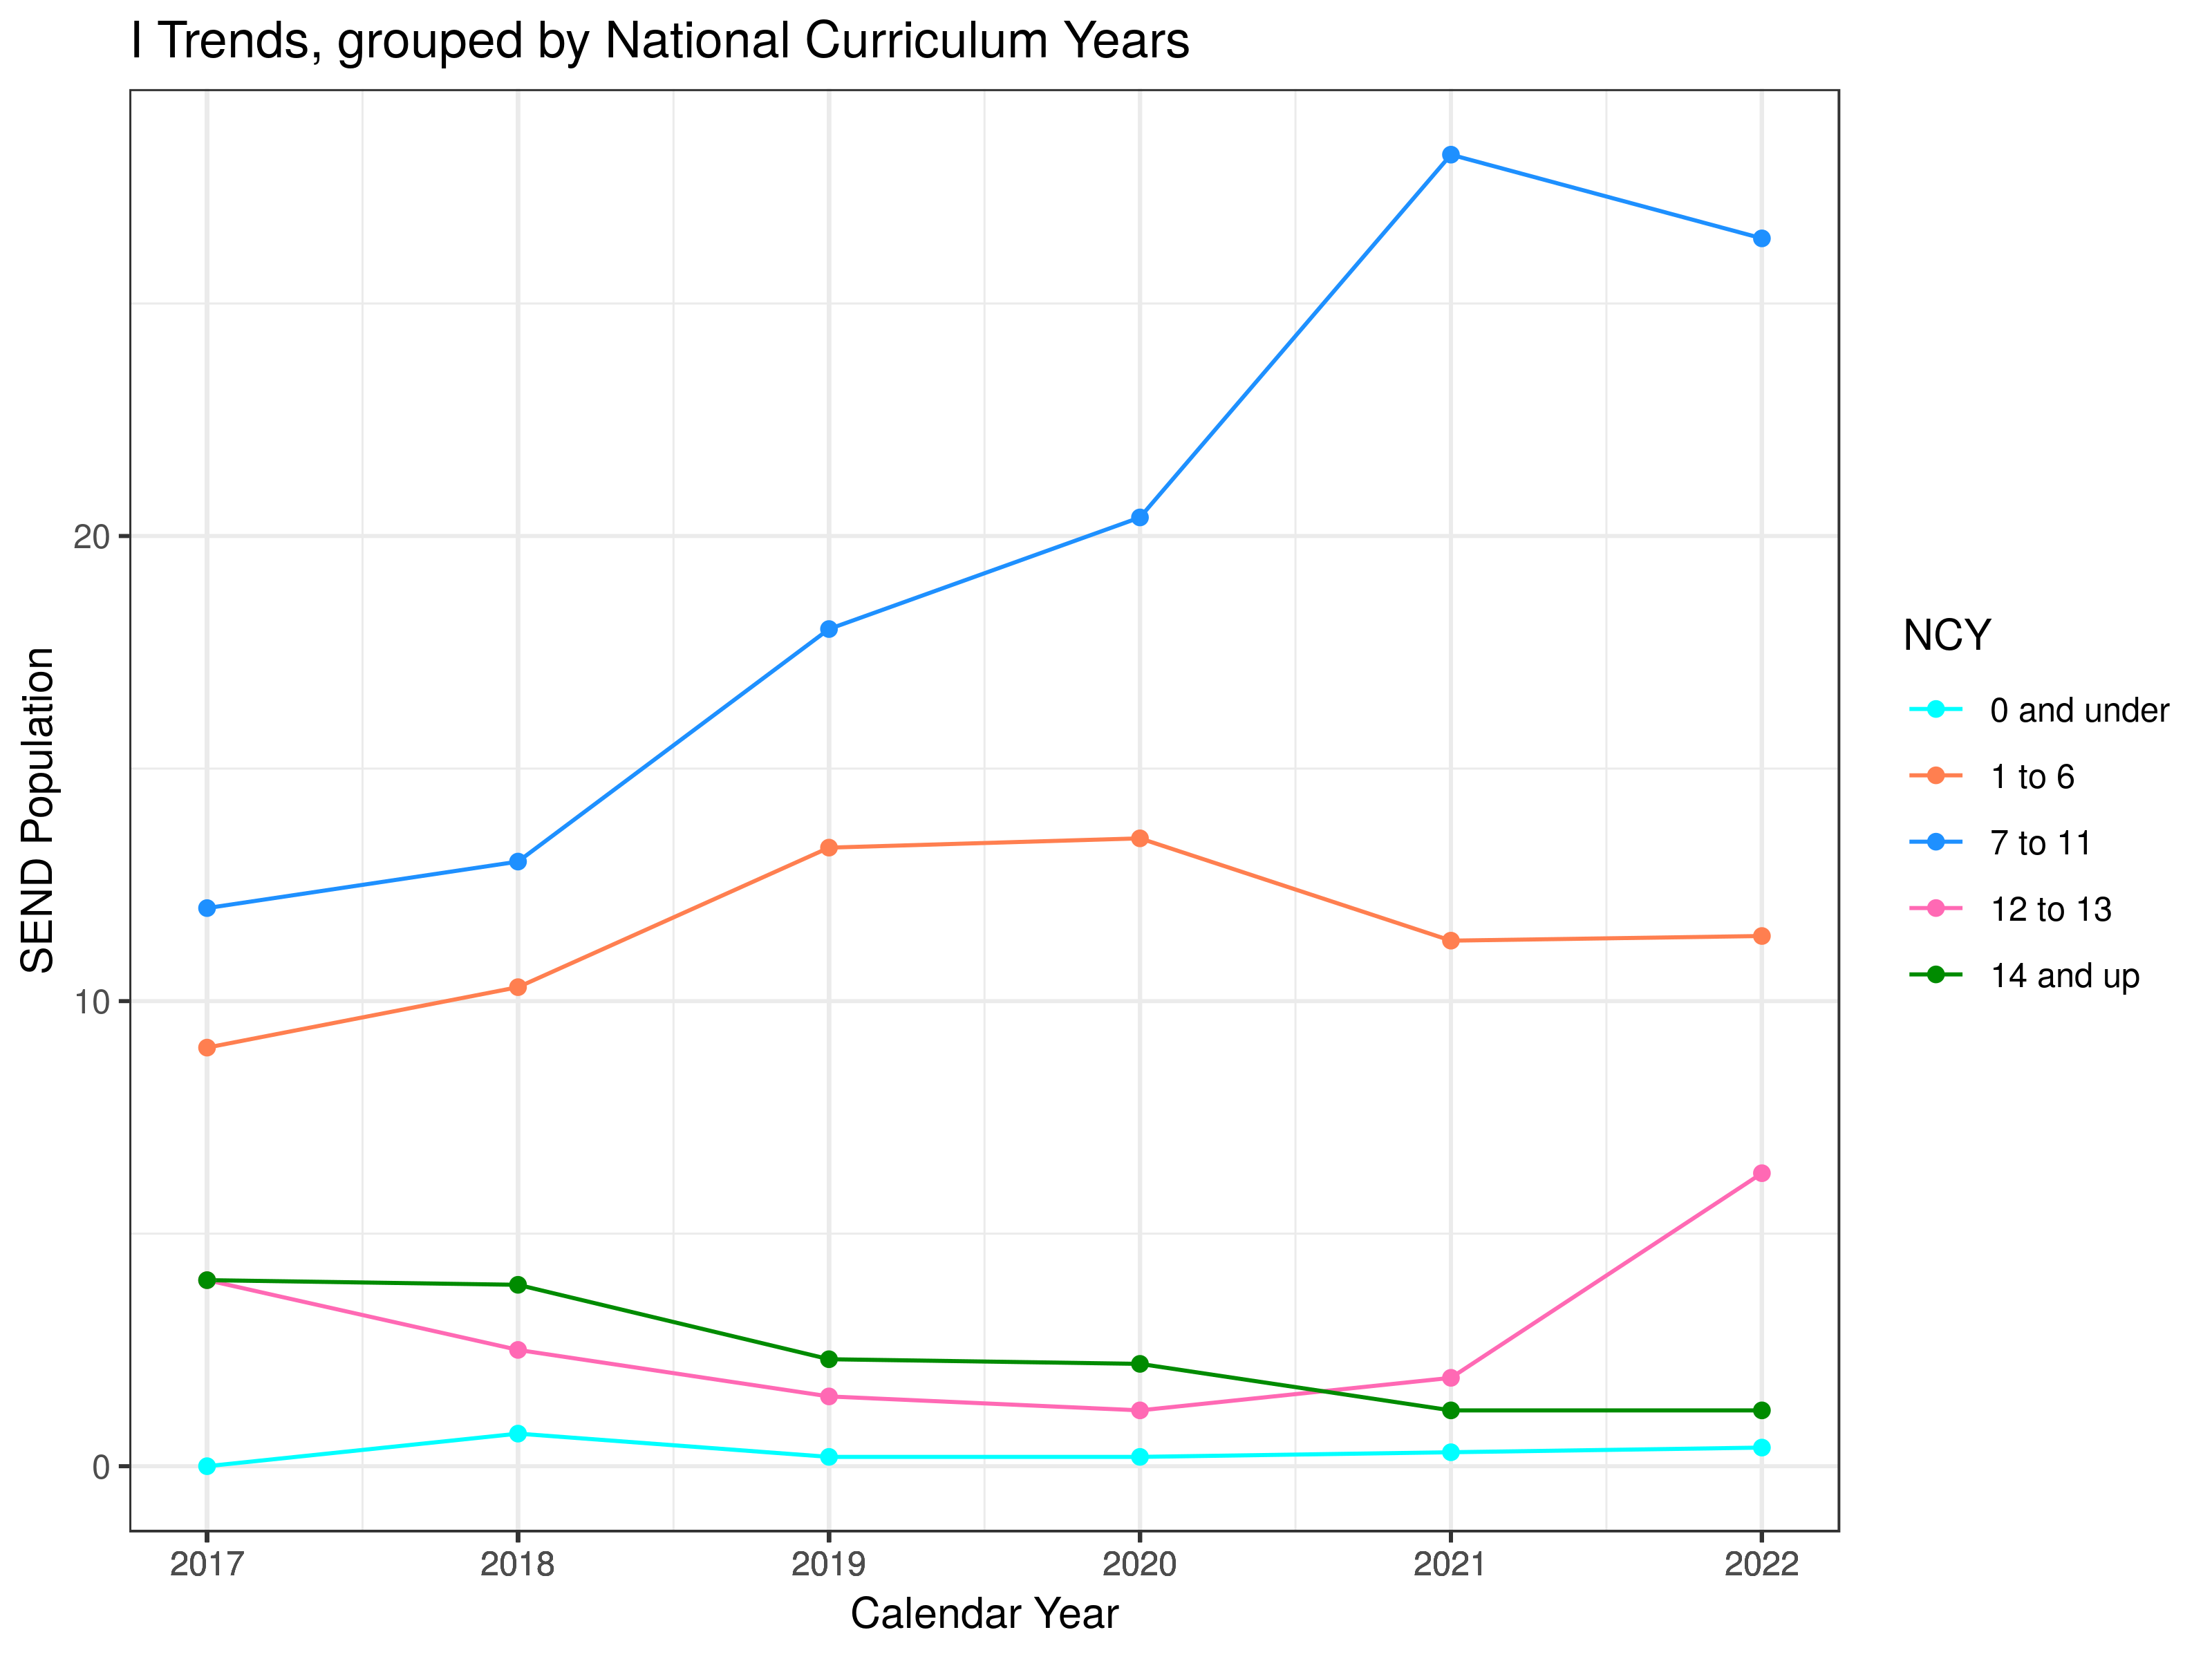 I Trends, grouped by National Curriculum Years
SEND Population
20
10
0
2017 2018 2019 2020 2021 2022
Calendar Year
NCY
0 and under
1 to 6
7 to 11
12 to 13
14 and up